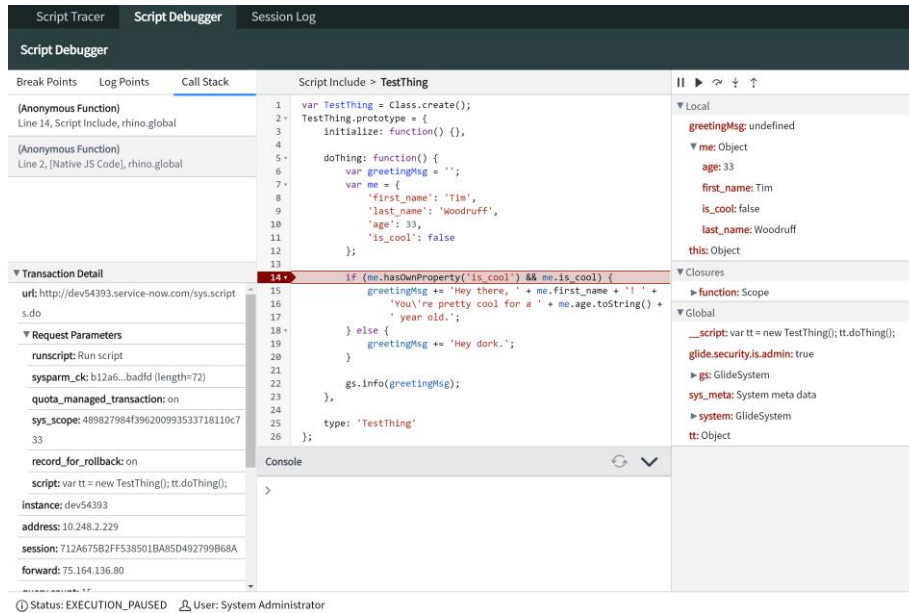 Script Tracer
Script Debugger
Session Log
Script Debugger
Break Points
Log Points
Call Stack
(Anonymous Function)
Line 14, Script Include, rhino.global
(Anonymous Function)
Line 2, [Native JS Code], rhino.global
Transaction Detail
url: http://dev54393.service-now.com/sys.script
s.do
Request Parameters
runscript: Run script
sysparm_ck: b12a6...badfd (length=72)
quota_managed_transaction: on
sys_scope: 489827984f396200993533718110c7
33
record_for_rollback: on
script: var tt = new TestThing(); tt.doThing();
instance: dev54393
address: 10.248.2.229
session: 712A675B2FF538501BA85D492799B68A
forward: 75.164.136.80
Script Include > TestThing
1 var TestThing = Class.create();
2 TestThing.prototype = {
3 initialize: function() {},
4
5 doThing: function() {
6 var greetingMsg = '';
7 var me = {
8 'first_name': 'Tim',
9 'last_name': 'Woodruff',
10 'age': 33,
11 'is_cool': false
12 };
13
14 if (me.hasOwnProperty('is_cool') && me.is_cool) {
15 greetingMsg += 'Hey there, ' + me.first_name + '! ' +
16 'You\'re pretty cool for a ' + me.age.toString() +
17 ' year old.';
18 } else {
19 greetingMsg += 'Hey dork.';
20 }
21
22 gs.info(greetingMsg);
23 },
24
25 type: 'TestThing'
26 };
Console
>
Local
greetingMsg: undefined
me: Object
age: 33
first_name: Tim
is_cool: false
last_name: Woodruff
this: Object
Closures
function: Scope
Global
__script: var tt = new TestThing(); tt.doThing();
glide.security.is.admin: true
gs: GlideSystem
sys_meta: System meta data
system: GlideSystem
tt: Object
Status: EXECUTION_PAUSED User: System Administrator